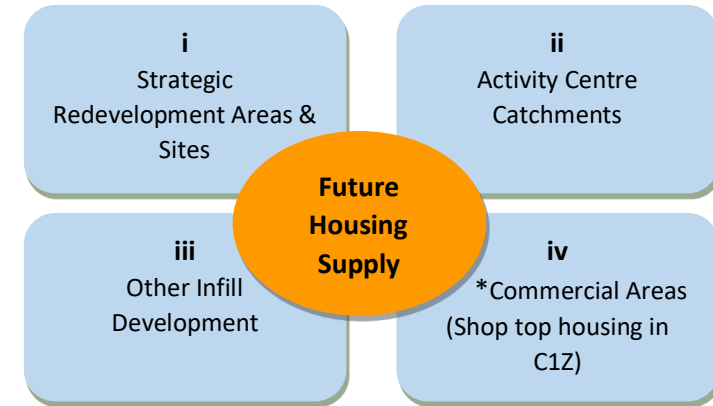 i
Strategic
Redevelopment Areas &
Sites
ii
Activity Centre
Catchments
Future
Housing
Supply
iii
Other Infill
Development
iv
*Commercial Areas
(Shop top housing in
C1Z)